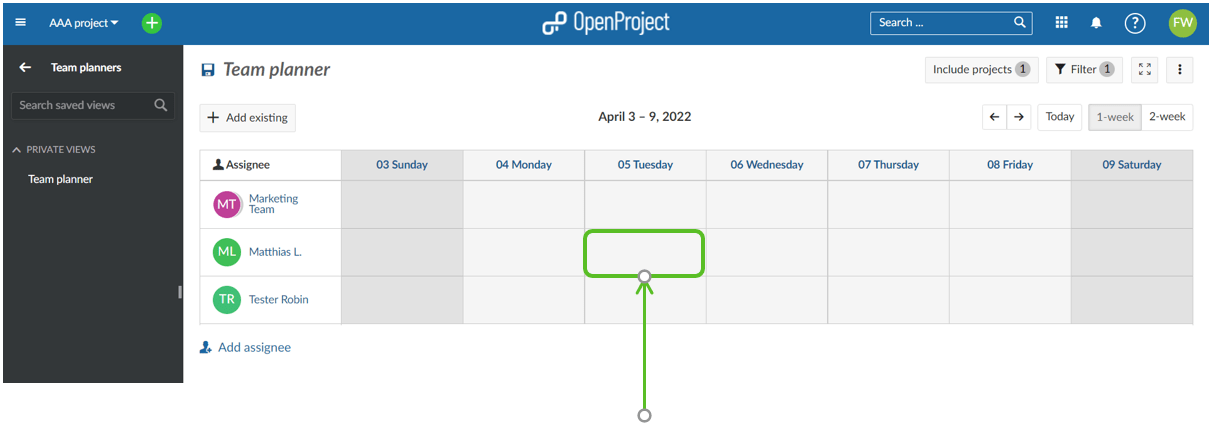 AAA project
OpenProject
Search ...
?
FW
Team planners
Team planner
Include projects 1
Filter 1
Search saved views
Add existing
April 3 – 9, 2022
Today
1-week
2-week
PRIVATE VIEWS
Team planner
Assignee
03 Sunday
04 Monday
05 Tuesday
06 Wednesday
07 Thursday
08 Friday
09 Saturday
MT
Marketing
Team
ML
Matthias L.
TR
Tester Robin
Add assignee